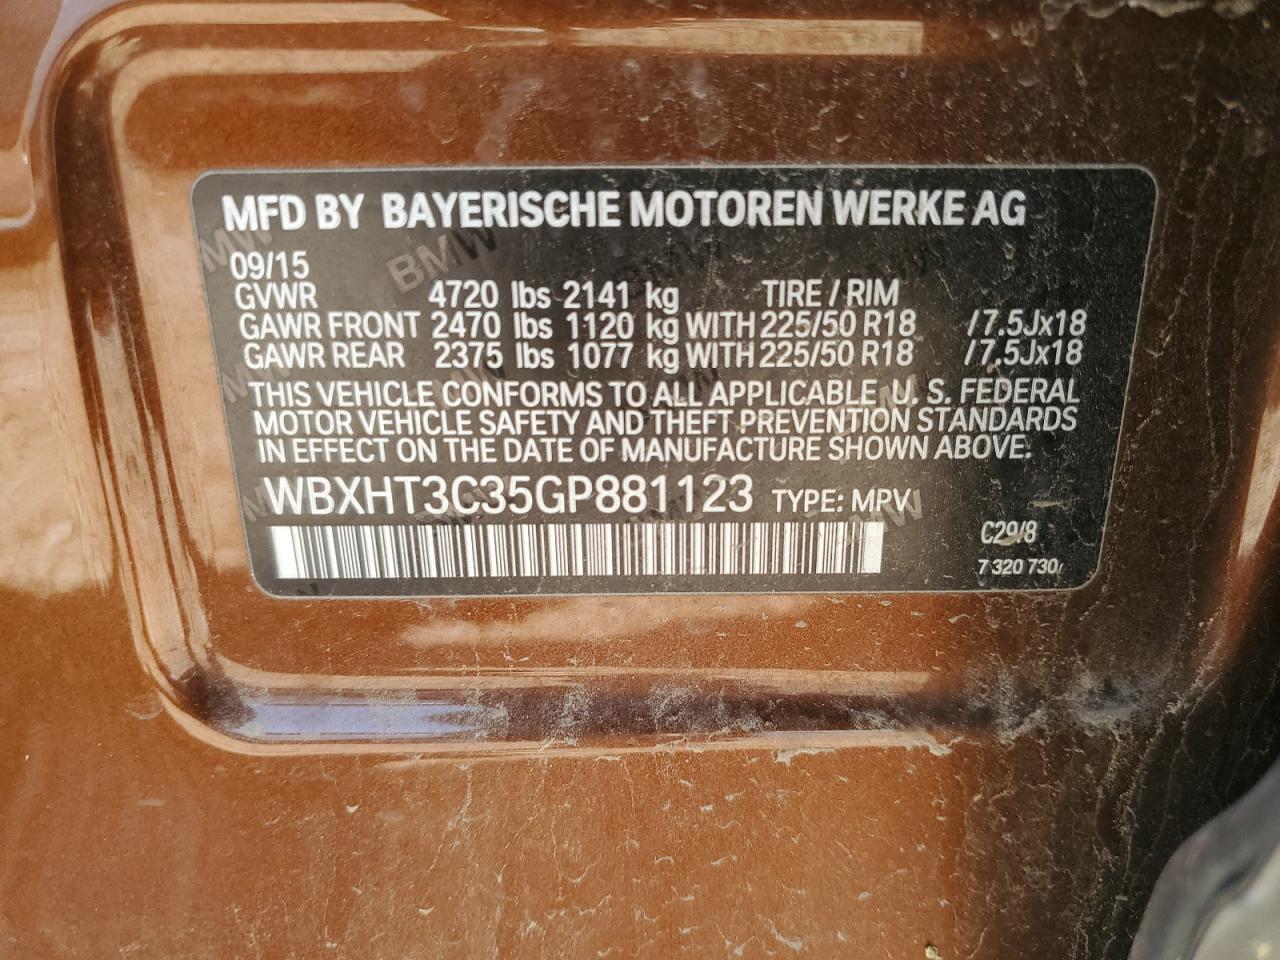 MFD BY BAYERISCHE MOTOREN WERKE AG
09/15
GVWR 4720 lbs 2141 kg TIRE / RIM
GAWR FRONT 2470 lbs 1120 kg WITH 225/50 R18 /7.5Jx18
GAWR REAR 2375 lbs 1077 kg WITH 225/50 R18 /7.5Jx18
THIS VEHICLE CONFORMS TO ALL APPLICABLE U. S. FEDERAL
MOTOR VEHICLE SAFETY AND THEFT PREVENTION STANDARDS
IN EFFECT ON THE DATE OF MANUFACTURE SHOWN ABOVE.
WBXHT3C35GP881123 TYPE: MPV
C29/8
7 320 730